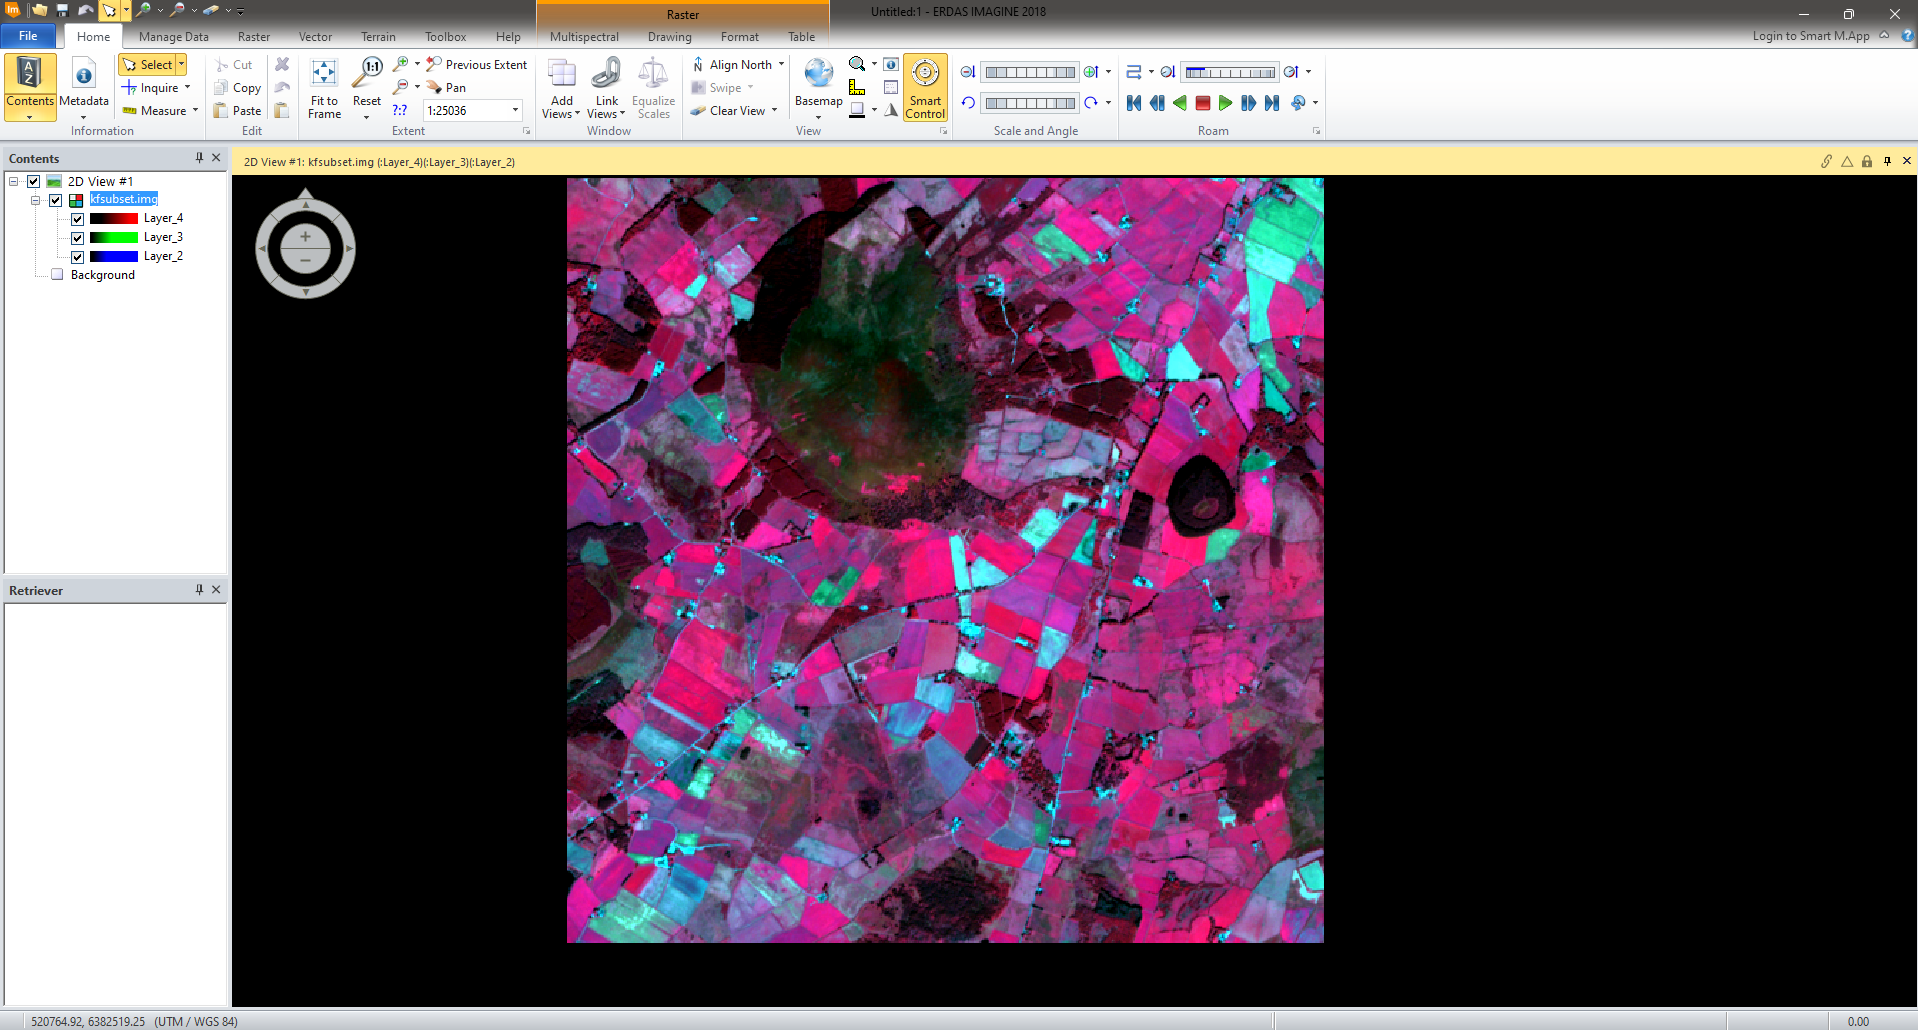 Raster
Untitled:1 - ERDAS IMAGINE 2018
File
Home
Manage Data
Raster
Vector
Terrain
Toolbox
Help
Multispectral
Drawing
Format
Table
Login to Smart M.App
Contents
Metadata
Select
Inquire
Measure
Information
Cut
Copy
Paste
Edit
Fit to Frame
1:1
Reset
Previous Extent
Pan
?:?
1:25036
Extent
Add Views
Link Views
Equalize Scales
Window
Align North
Swipe
Clear View
Basemap
Smart Control
View
Scale and Angle
Roam
Contents
2D View #1
kfsubset.img
Layer_4
Layer_3
Layer_2
Background
Retriever
2D View #1: kfsubset.img (:Layer_4)(:Layer_3)(:Layer_2)
520764.92, 6382519.25 (UTM / WGS 84)
0.00